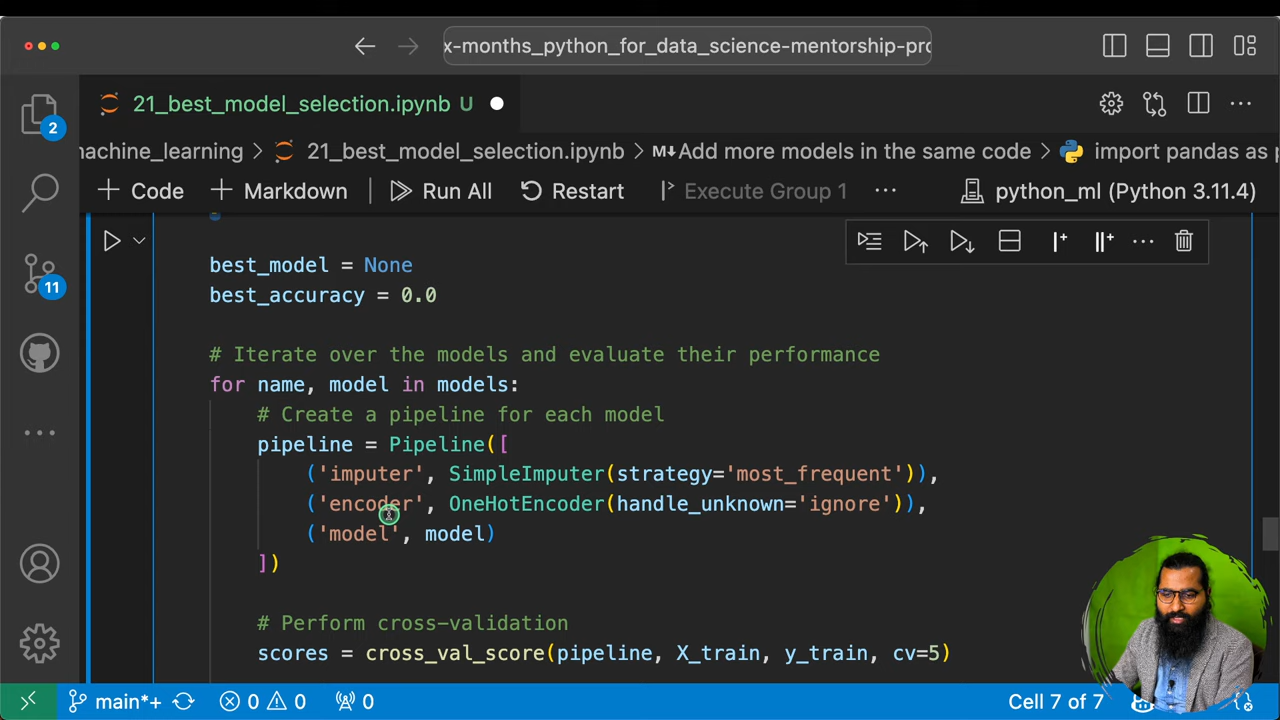 x-months_python_for_data_science-mentorship-pro
21_best_model_selection.ipynb U
machine_learning > 21_best_model_selection.ipynb > M↓Add more models in the same code > import pandas as p
+ Code + Markdown | Run All Restart Execute Group 1 ··· python_ml (Python 3.11.4)
best_model = None
best_accuracy = 0.0
# Iterate over the models and evaluate their performance
for name, model in models:
# Create a pipeline for each model
pipeline = Pipeline([
('imputer', SimpleImputer(strategy='most_frequent')),
('encoder', OneHotEncoder(handle_unknown='ignore')),
('model', model)
])
# Perform cross-validation
scores = cross_val_score(pipeline, X_train, y_train, cv=5)
2
11
main*+ 0 0 0 Cell 7 of 7